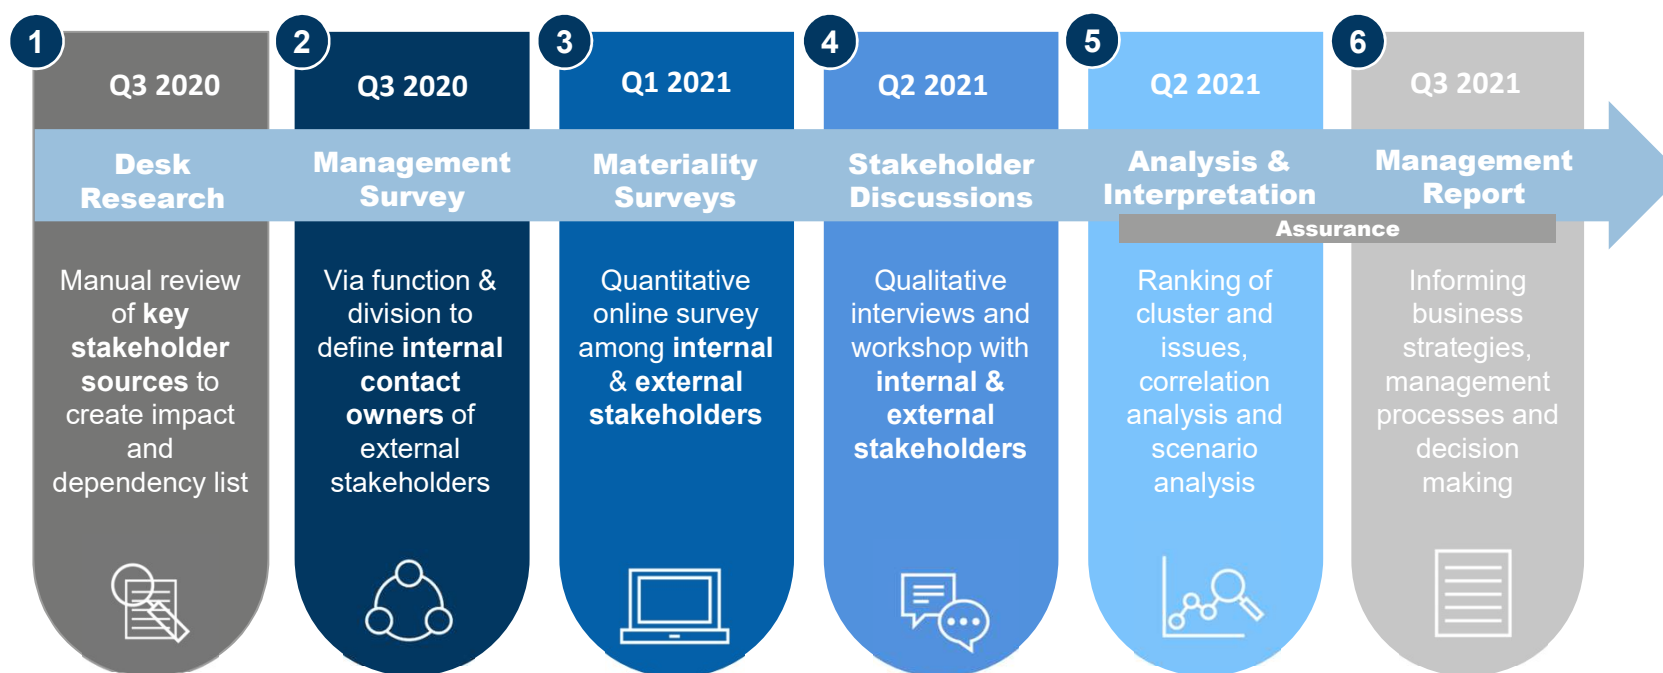 1
Q3 2020
Desk
Research
Manual review
of key
stakeholder
sources to
create impact
and
dependency list
2
Q3 2020
Management
Survey
Via function &
division to
define internal
contact
owners of
external
stakeholders
3
Q1 2021
Materiality
Surveys
Quantitative
online survey
among internal
& external
stakeholders
4
Q2 2021
Stakeholder
Discussions
Qualitative
interviews and
workshop with
internal &
external
stakeholders
5
Q2 2021
Analysis &
Interpretation
Ranking of
cluster and
issues,
correlation
analysis and
scenario
analysis
6
Q3 2021
Management
Report
Assurance
Informing
business
strategies,
management
processes and
decision
making